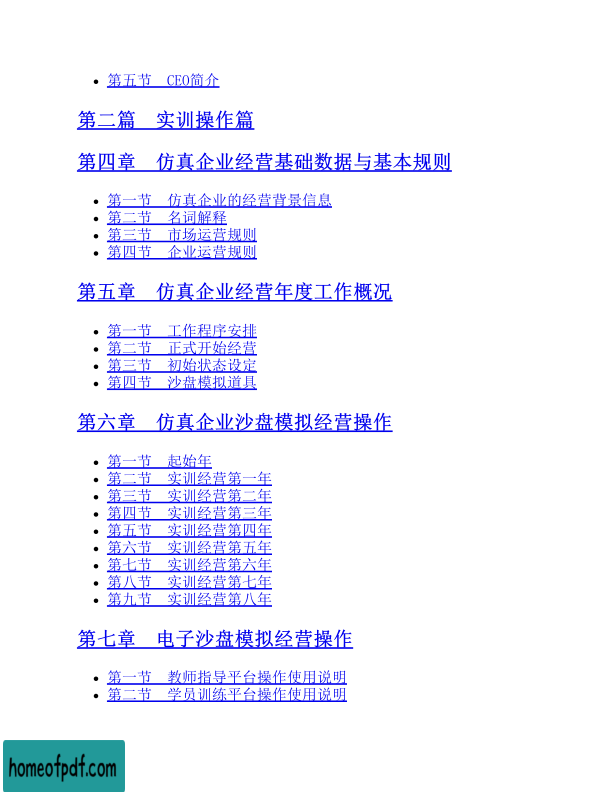 第五节　CEO简介
第二篇　实训操作篇
第四章　仿真企业经营基础数据与基本规则
第一节　仿真企业的经营背景信息
第二节　名词解释
第三节　市场运营规则
第四节　企业运营规则
第五章　仿真企业经营年度工作概况
第一节　工作程序安排
第二节　正式开始经营
第三节　初始状态设定
第四节　沙盘模拟道具
第六章　仿真企业沙盘模拟经营操作
第一节　起始年
第二节　实训经营第一年
第三节　实训经营第二年
第四节　实训经营第三年
第五节　实训经营第四年
第六节　实训经营第五年
第七节　实训经营第六年
第八节　实训经营第七年
第九节　实训经营第八年
第七章　电子沙盘模拟经营操作
第一节　教师指导平台操作使用说明
第二节　学员训练平台操作使用说明
homeofpdf.com